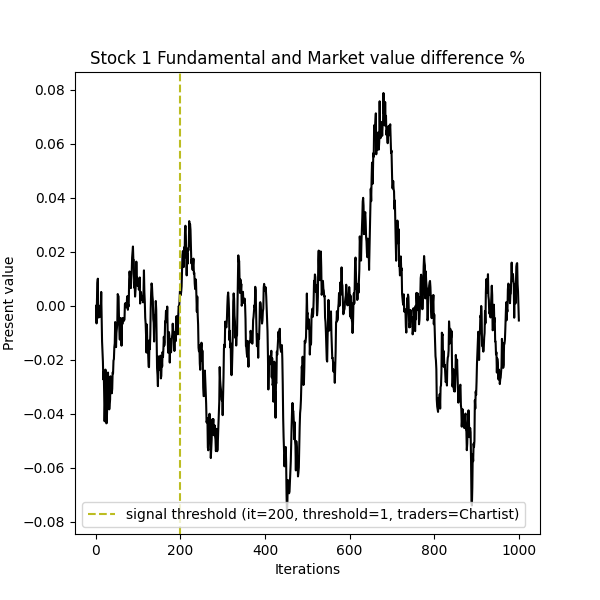 Stock 1 Fundamental and Market value difference %
0.08
0.06
0.04
0.02
0.00
−0.02
−0.04
−0.06
−0.08
Present value
signal threshold (it=200, threshold=1, traders=Chartist)
0 200 400 600 800 1000
Iterations